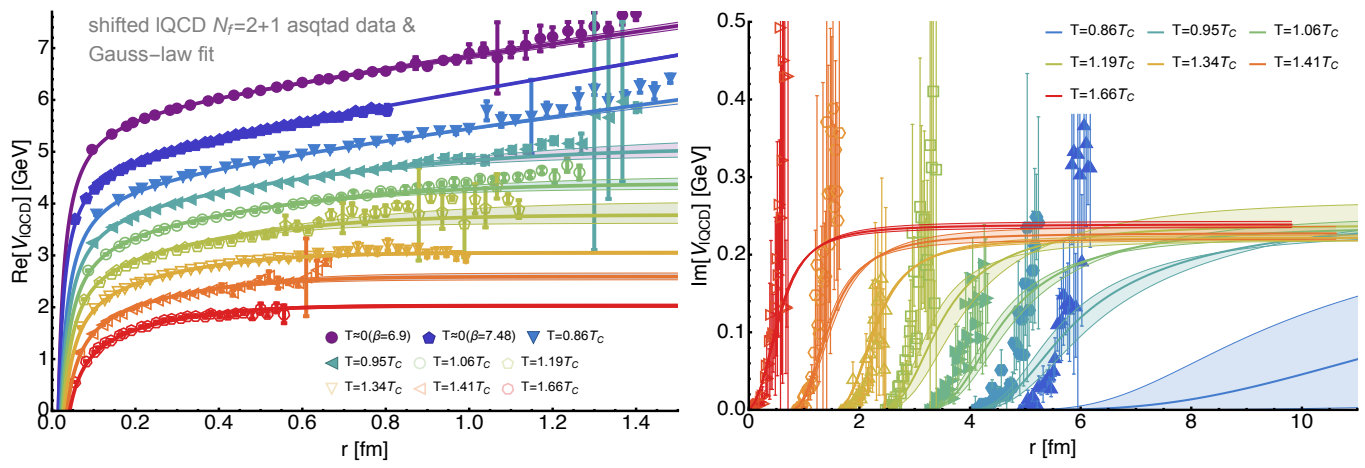 shifted lQCD N_f=2+1 asqtad data &
Gauss-law fit
Re[V_lQCD] [GeV]
7
6
5
4
3
2
1
0
T≈0(β=6.9) T≈0(β=7.48) T=0.86T_C
T=0.95T_C T=1.06T_C T=1.19T_C
T=1.34T_C T=1.41T_C T=1.66T_C
0.0 0.2 0.4 0.6 0.8 1.0 1.2 1.4
r [fm]
Im[V_lQCD] [GeV]
0.5
0.4
0.3
0.2
0.1
0.0
T=0.86T_C T=0.95T_C T=1.06T_C
T=1.19T_C T=1.34T_C T=1.41T_C
T=1.66T_C
0 2 4 6 8 10
r [fm]